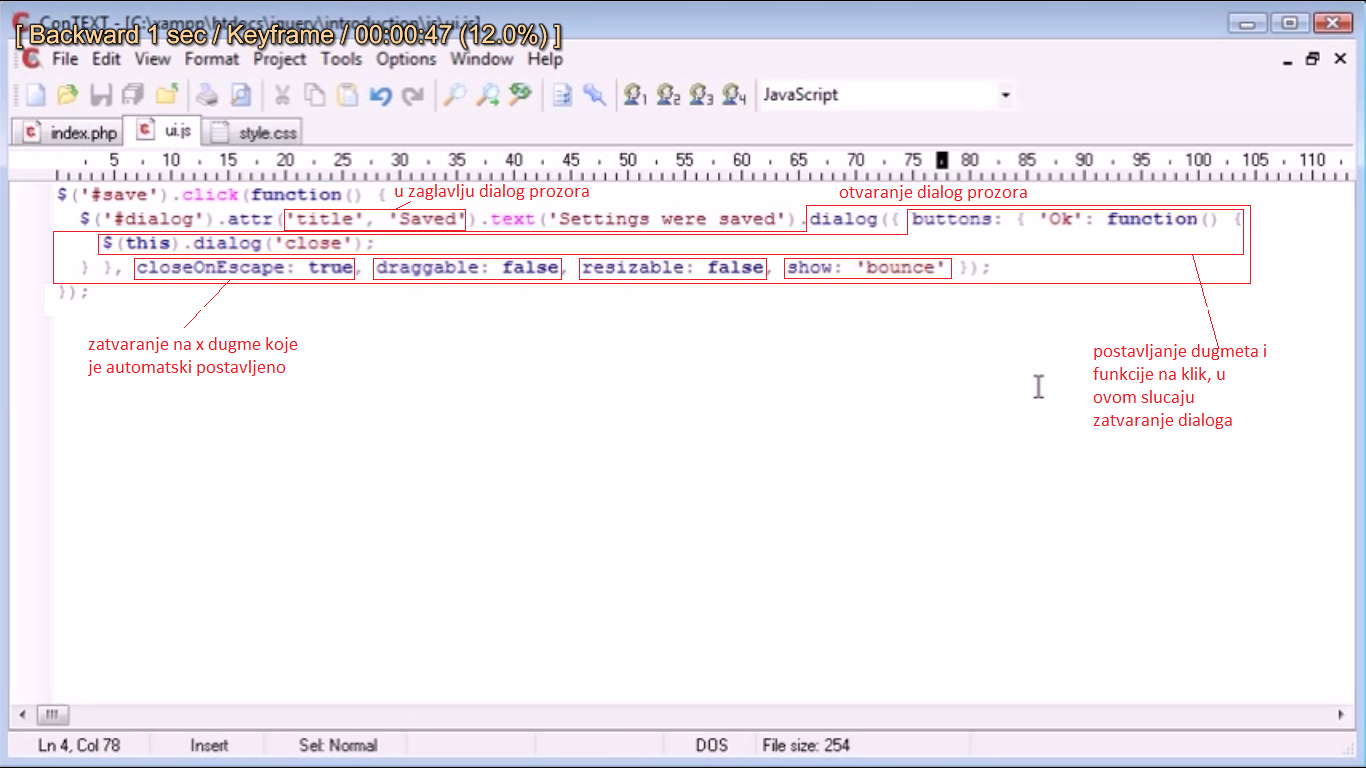 ConTEXT - [C:\xampp\htdocs\jquery\introduction\js\ui.js]
[ Backward 1 sec / Keyframe / 00:00:47 (12.0%) ]
File Edit View Format Project Tools Options Window Help
1 2 3 4 JavaScript
index.php ui.js style.css
5 10 15 20 25 30 35 40 45 50 55 60 65 70 75 80 85 90 95 100 105 110
$('#save').click(function() {
u zaglavlju dialog prozora
otvaranje dialog prozora
$('#dialog').attr('title', 'Saved').text('Settings were saved').dialog({ buttons: { 'Ok': function() {
$(this).dialog('close');
} }, closeOnEscape: true, draggable: false, resizable: false, show: 'bounce' });
});
zatvaranje na x dugme koje
je automatski postavljeno
postavljanje dugmeta i
funkcije na klik, u
ovom slucaju
zatvaranje dialoga
Ln 4, Col 78 Insert Sel: Normal DOS File size: 254